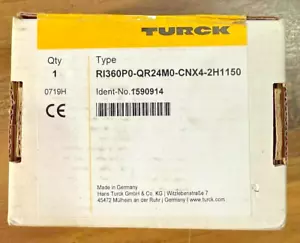 TURCK
Qty Type
1 RI360P0-QR24M0-CNX4-2H1150
0719H Ident-No.1590914
CE
Made in Germany
Hans Turck GmbH & Co. KG | Witzlebenstraße 7
45472 Mülheim an der Ruhr | Germany | www.turck.com